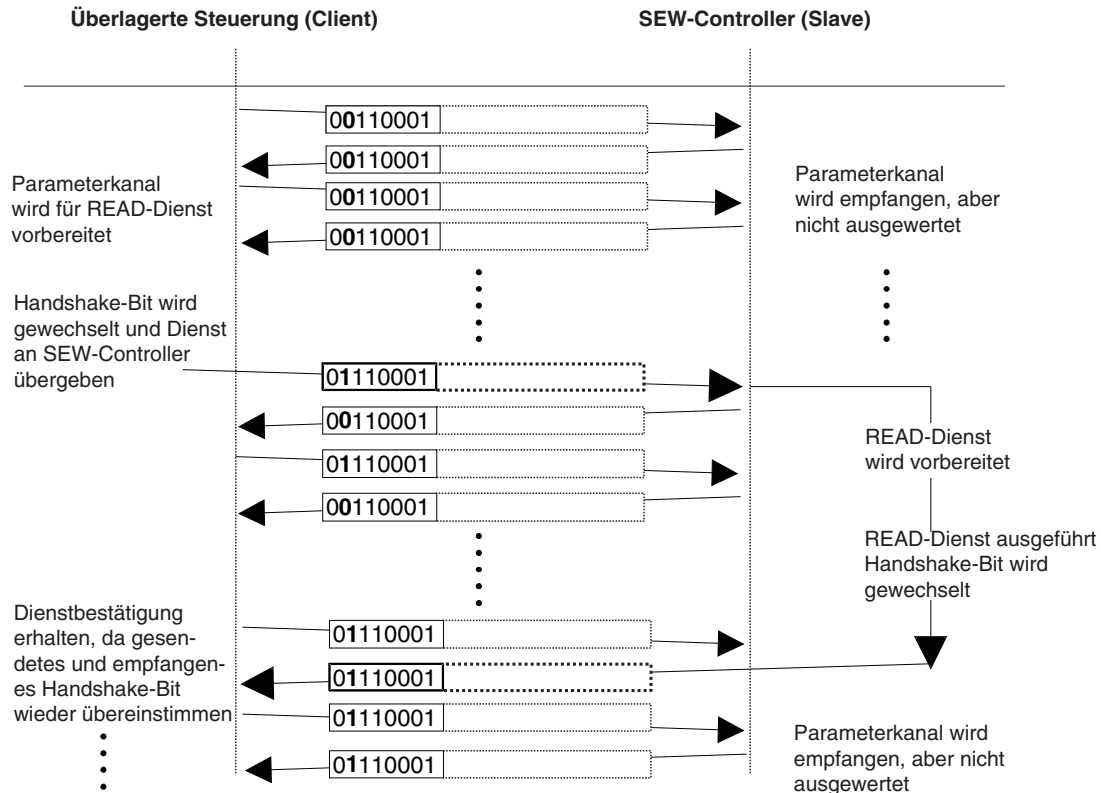 Überlagerte Steuerung (Client)
SEW-Controller (Slave)
00110001
00110001
00110001
00110001
Parameterkanal
wird für READ-Dienst
vorbereitet
Parameterkanal
wird empfangen, aber
nicht ausgewertet
Handshake-Bit wird
gewechselt und Dienst
an SEW-Controller
übergeben
01110001
00110001
01110001
00110001
READ-Dienst
wird vorbereitet
READ-Dienst ausgeführt
Handshake-Bit wird
gewechselt
Dienstbestätigung
erhalten, da gesen-
detes und empfangen-
es Handshake-Bit
wieder übereinstimmen
01110001
01110001
01110001
01110001
Parameterkanal wird
empfangen, aber nicht
ausgewertet